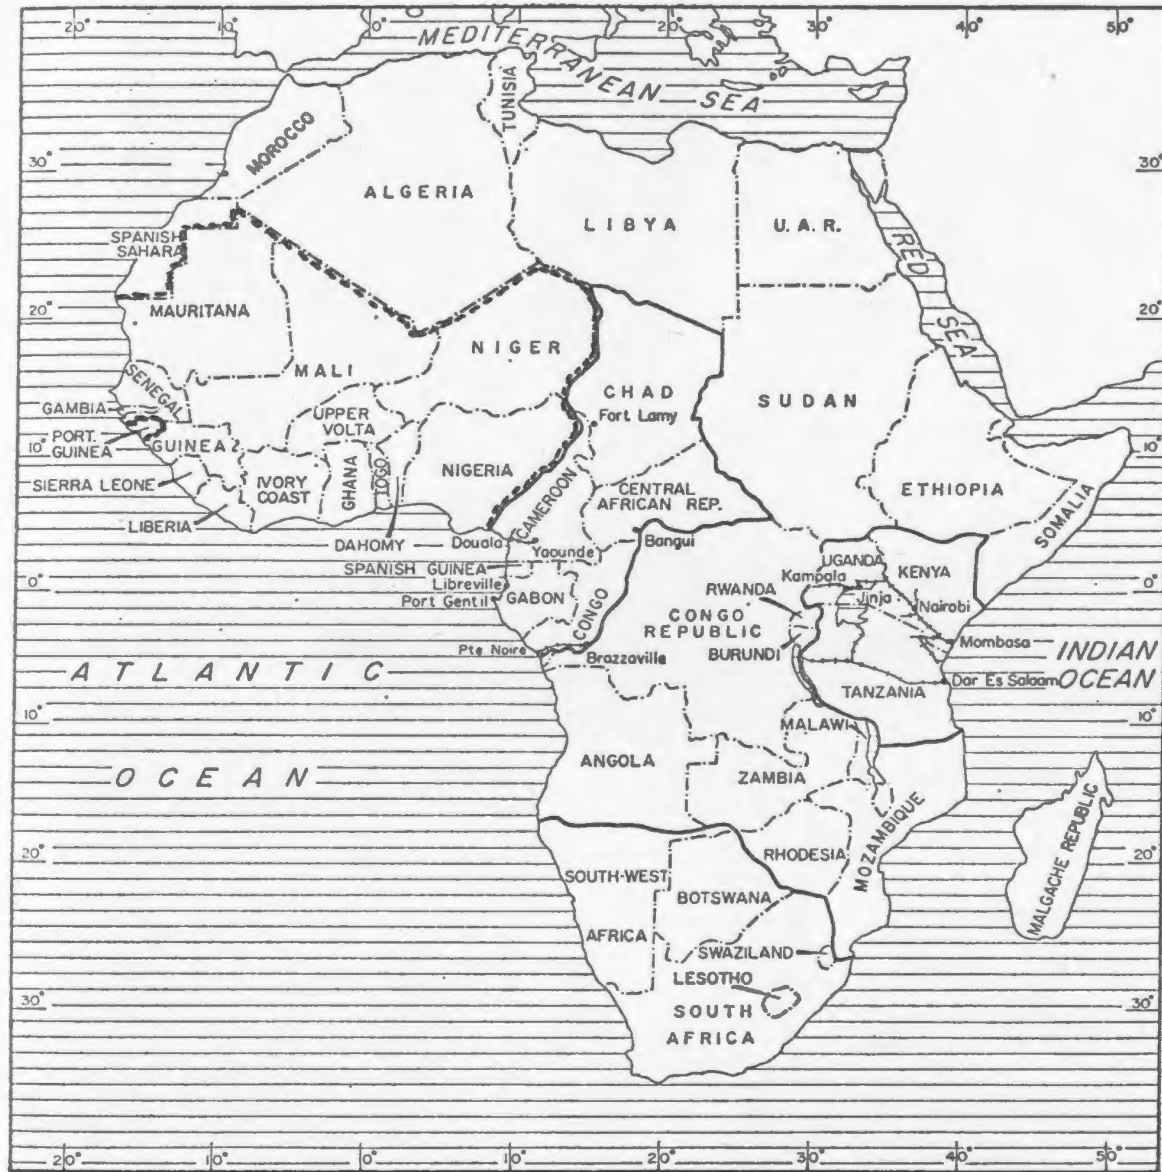 20° 10° 0° 10° 20° 30° 40° 50°
MEDITERRANEAN SEA
TUNISIA
MOROCCO
30° 30°
ALGERIA
LIBYA
U.A.R.
SPANISH
SAHARA
RED SEA
MAURITANA
20° 20°
NIGER
MALI
CHAD
Fort Lamy
SUDAN
SENEGAL
GAMBIA
UPPER
VOLTA
PORT.
GUINEA
GUINEA
10° 10°
NIGERIA
SIERRA LEONE
IVORY
COAST
GHANA
TOGO
CAMEROON
CENTRAL
AFRICAN REP.
ETHIOPIA
SOMALIA
LIBERIA
DAHOMY
Douala
Yaounde
Bangui
SPANISH GUINEA
UGANDA
KENYA
0° 0°
Libreville
Kampala
Port Gentil
GABON
CONGO
RWANDA
Jinja
Nairobi
CONGO
REPUBLIC
Pte Noire
Brazzaville
BURUNDI
Mombasa
INDIAN
OCEAN
ATLANTIC
OCEAN
Dar Es Salaam
TANZANIA
10° 10°
MALAWI
ANGOLA
ZAMBIA
MOZAMBIQUE
MALGACHE REPUBLIC
20° 20°
RHODESIA
SOUTH-WEST
AFRICA
BOTSWANA
SWAZILAND
LESOTHO
30° 30°
SOUTH
AFRICA
20° 10° 0° 10° 20° 30° 40° 50°